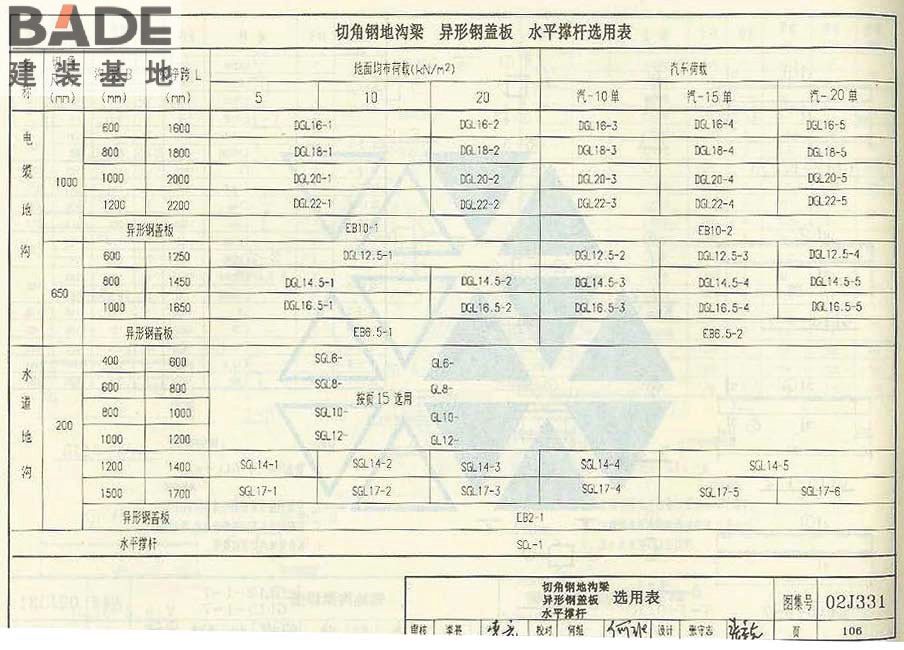 BADE
建装基地
切角钢地沟梁 异形钢盖板 水平撑杆选用表
(mm) (mm) 净跨 L (mm) 地面均布荷载(kN/m²) 汽车荷载
5 10 20 汽-10单 汽-15单 汽-20单
电缆地沟
1000
600 1600 DGL16-1 DGL16-2 DGL16-3 DGL16-4 DGL16-5
800 1800 DGL18-1 DGL18-2 DGL18-3 DGL18-4 DGL18-5
1000 2000 DGL20-1 DGL20-2 DGL20-3 DGL20-4 DGL20-5
1200 2200 DGL22-1 DGL22-2 DGL22-3 DGL22-4 DGL22-5
异形钢盖板 EB10-1 EB10-2
650
600 1250 DGL12.5-1 DGL12.5-2 DGL12.5-3 DGL12.5-4
800 1450 DGL14.5-1 DGL14.5-2 DGL14.5-3 DGL14.5-4 DGL14.5-5
1000 1650 DGL16.5-1 DGL16.5-2 DGL16.5-3 DGL16.5-4 DGL16.5-5
异形钢盖板 EB6.5-1 EB6.5-2
水道地沟
200
400 600 SGL6- GL6-
600 800 SGL8- GL8-
按页15选用
800 1000 SGL10- GL10-
1000 1200 SGL12- GL12-
1200 1400 SGL14-1 SGL14-2 SGL14-3 SGL14-4 SGL14-5
1500 1700 SGL17-1 SGL17-2 SGL17-3 SGL17-4 SGL17-5 SGL17-6
异形钢盖板 EB2-1
水平撑杆 SCL-1
切角钢地沟梁
异形钢盖板 选用表
水平撑杆
图集号 02J331
审核 校对 设计 页 106